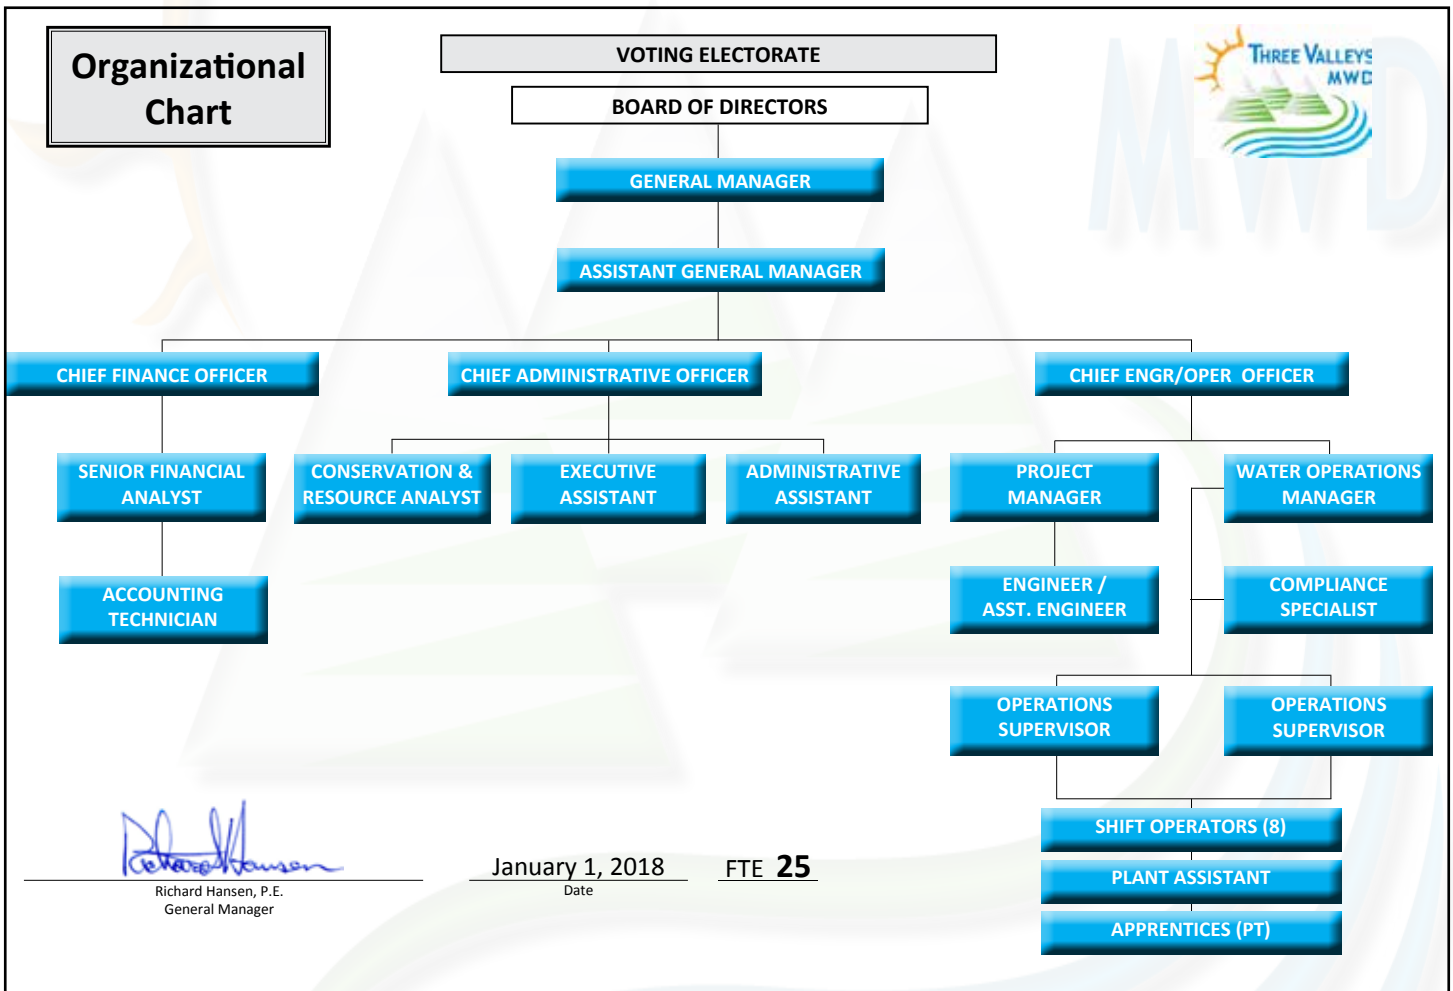 Organizational
Chart
VOTING ELECTORATE
BOARD OF DIRECTORS
THREE VALLEYS
MWD
MWD
GENERAL MANAGER
ASSISTANT GENERAL MANAGER
CHIEF FINANCE OFFICER
CHIEF ADMINISTRATIVE OFFICER
CHIEF ENGR/OPER OFFICER
SENIOR FINANCIAL
ANALYST
CONSERVATION &
RESOURCE ANALYST
EXECUTIVE
ASSISTANT
ADMINISTRATIVE
ASSISTANT
PROJECT
MANAGER
WATER OPERATIONS
MANAGER
ACCOUNTING
TECHNICIAN
ENGINEER /
ASST. ENGINEER
COMPLIANCE
SPECIALIST
OPERATIONS
SUPERVISOR
OPERATIONS
SUPERVISOR
SHIFT OPERATORS (8)
PLANT ASSISTANT
APPRENTICES (PT)
Richard Hansen
Richard Hansen, P.E.
General Manager
January 1, 2018
Date
FTE 25